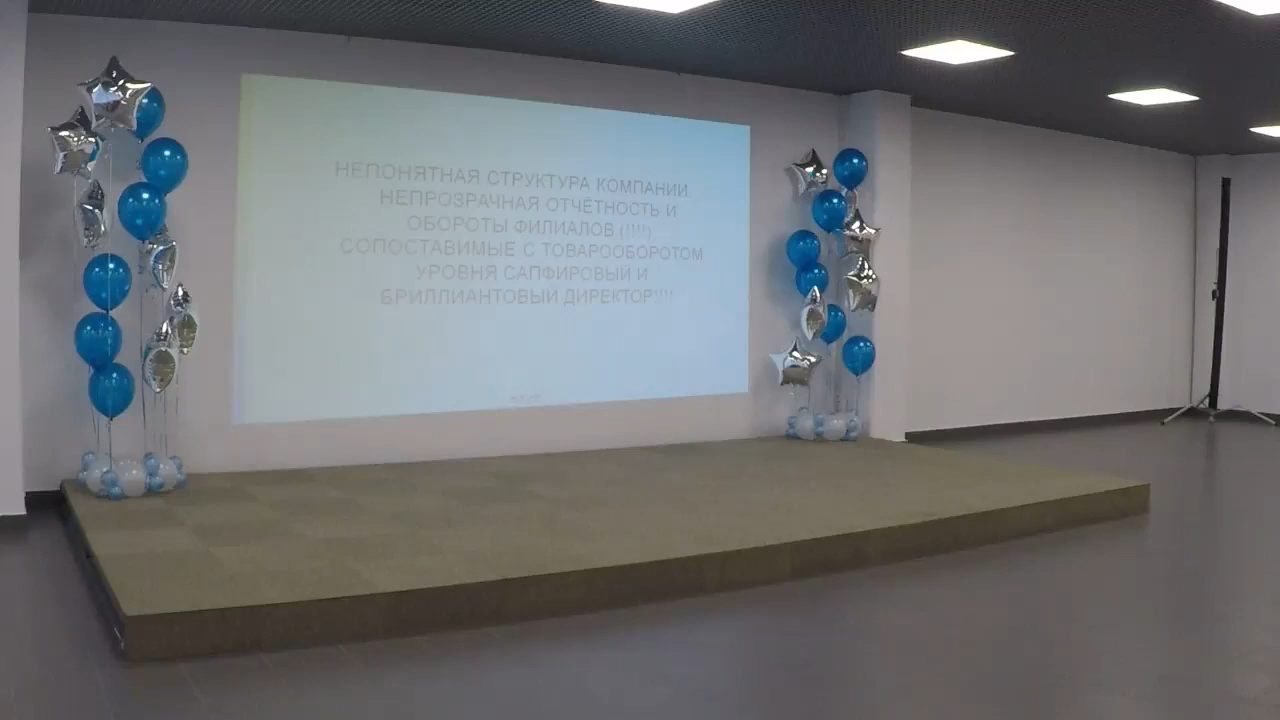 НЕПОНЯТНАЯ СТРУКТУРА КОМПАНИИ.
НЕПРОЗРАЧНАЯ ОТЧЁТНОСТЬ И
ОБОРОТЫ ФИЛИАЛОВ (!!!!),
СОПОСТАВИМЫЕ С ТОВАРООБОРОТОМ
УРОВНЯ САПФИРОВЫЙ И
БРИЛЛИАНТОВЫЙ ДИРЕКТОР!!!!